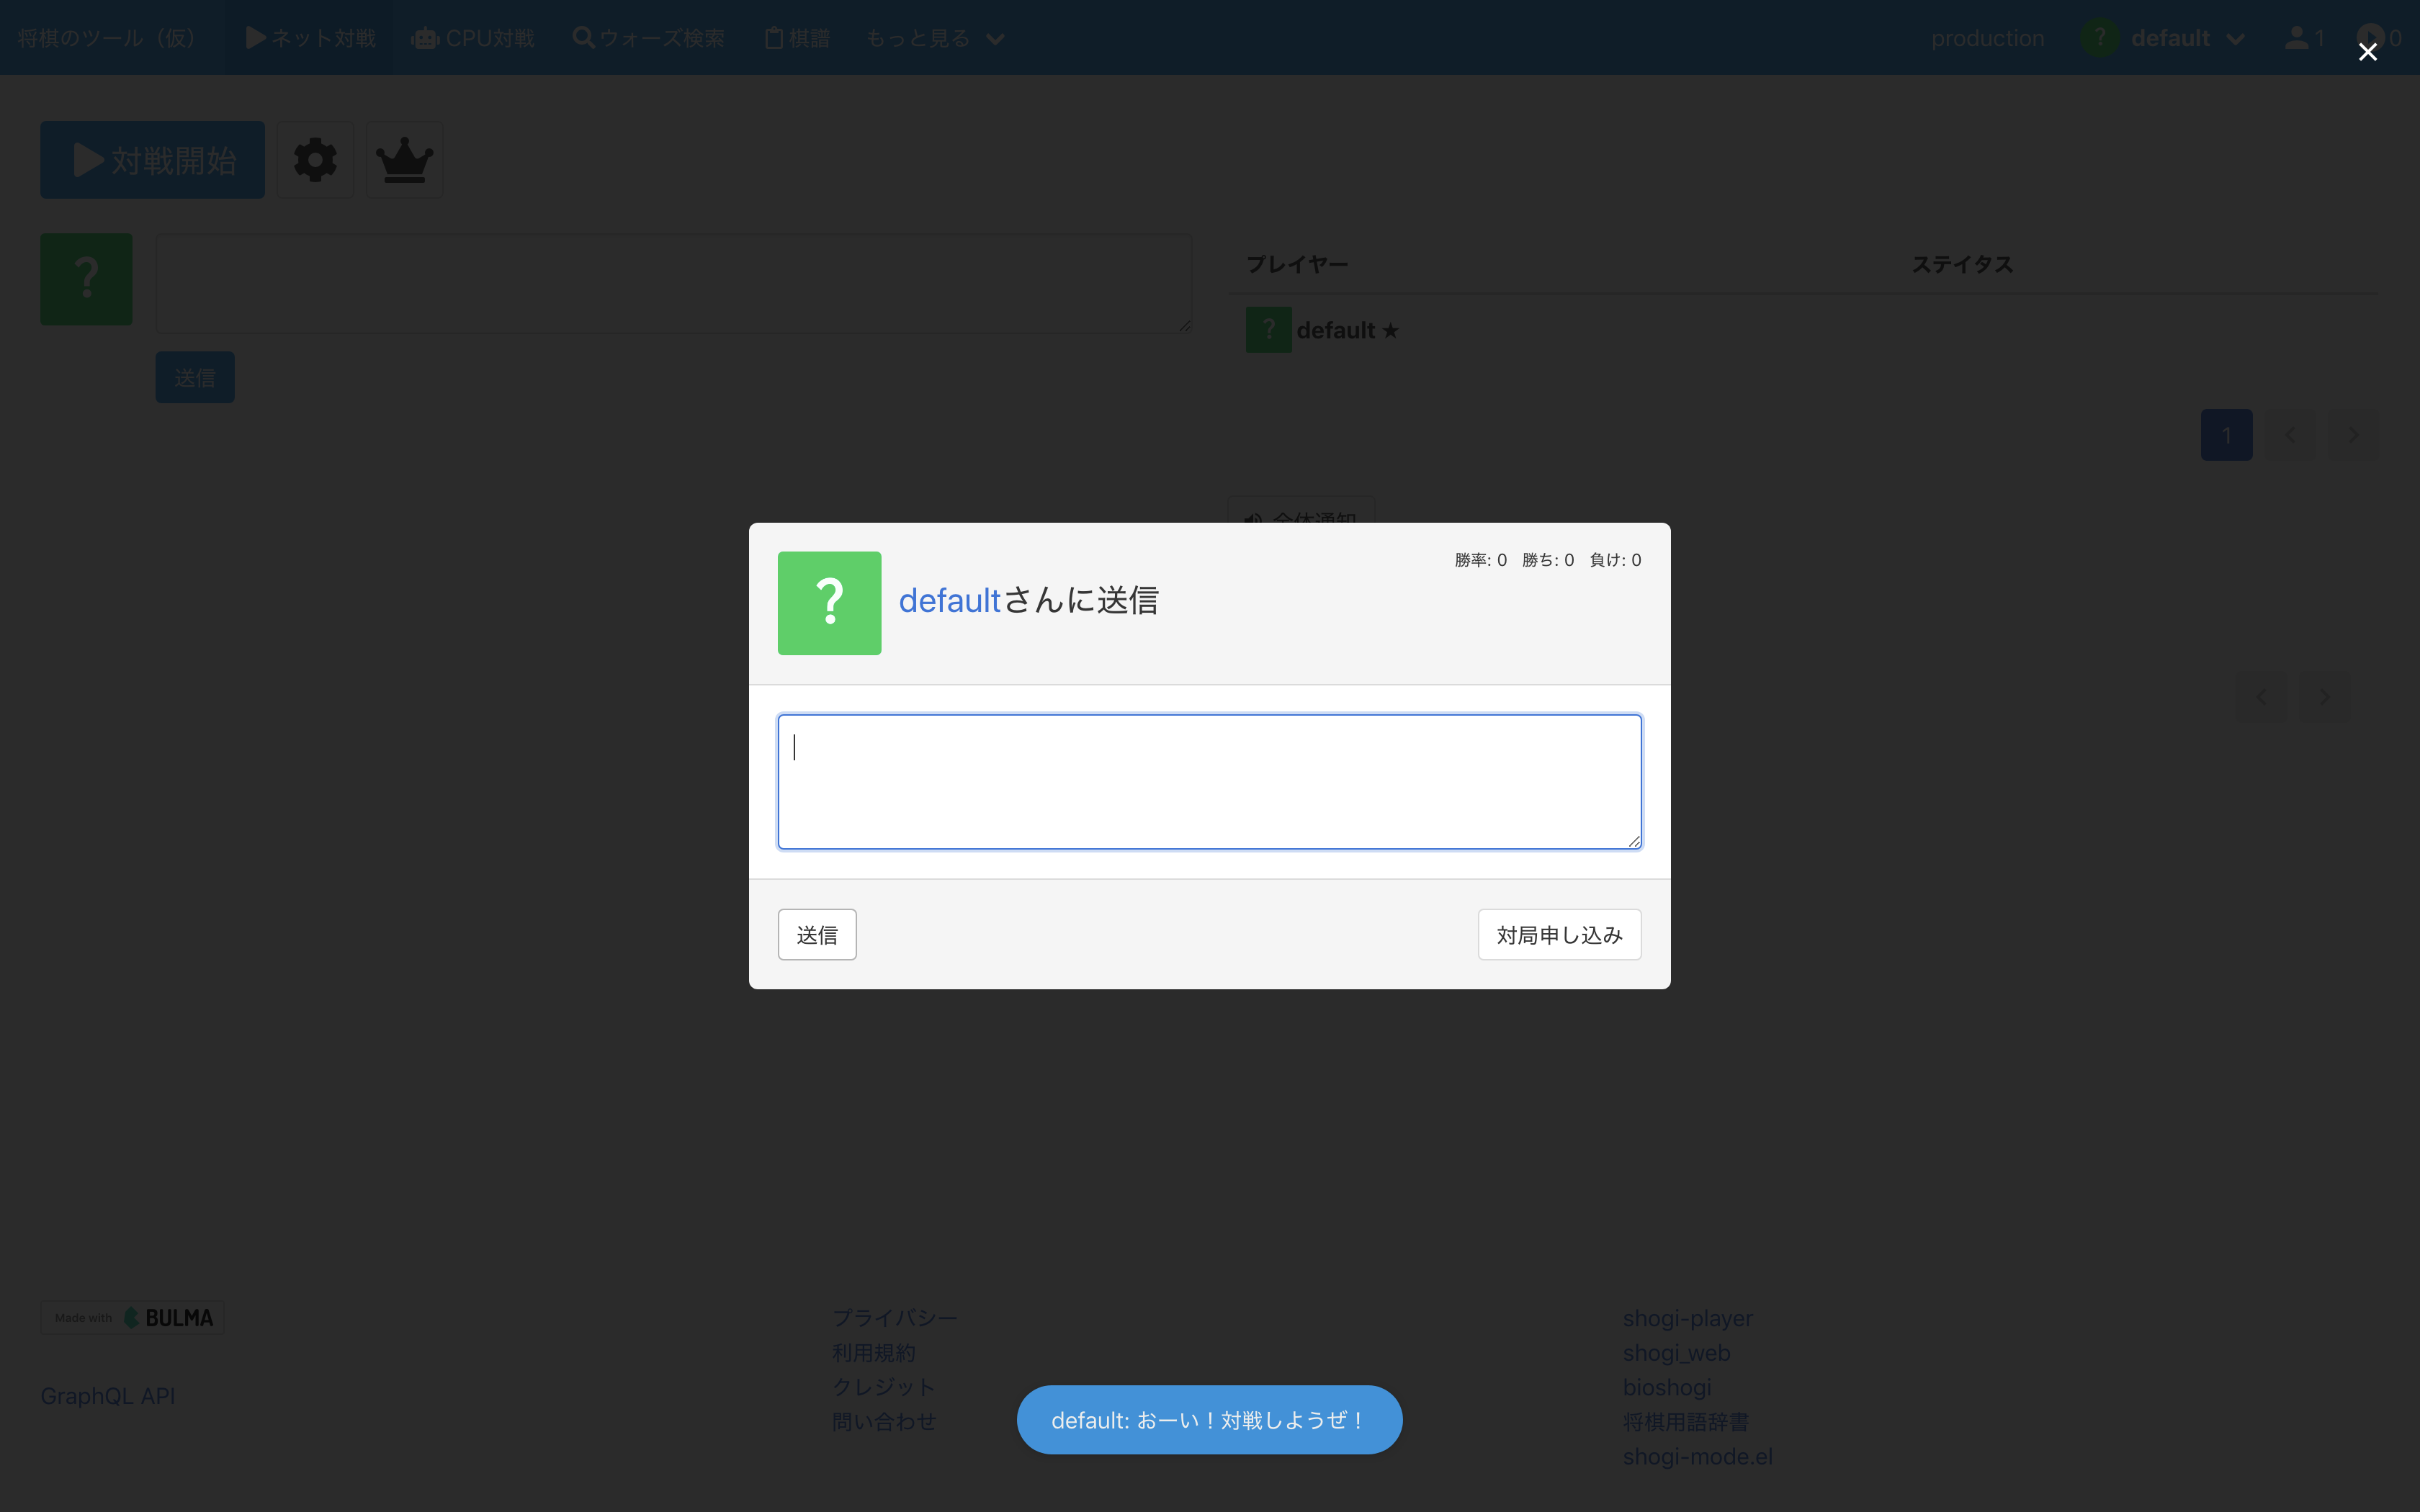 将棋のツール（仮） ネット対戦 CPU対戦 ウォーズ検索 棋譜 もっと見る production ? default 1 0
対戦開始
?
送信
プレイヤー ステイタス
? default ★
1
全体通知
? defaultさんに送信
勝率: 0 勝ち: 0 負け: 0
送信 対局申し込み
Made with BULMA
GraphQL API
プライバシー
利用規約
クレジット
問い合わせ
shogi-player
shogi_web
bioshogi
将棋用語辞書
shogi-mode.el
default: おーい！対戦しようぜ！